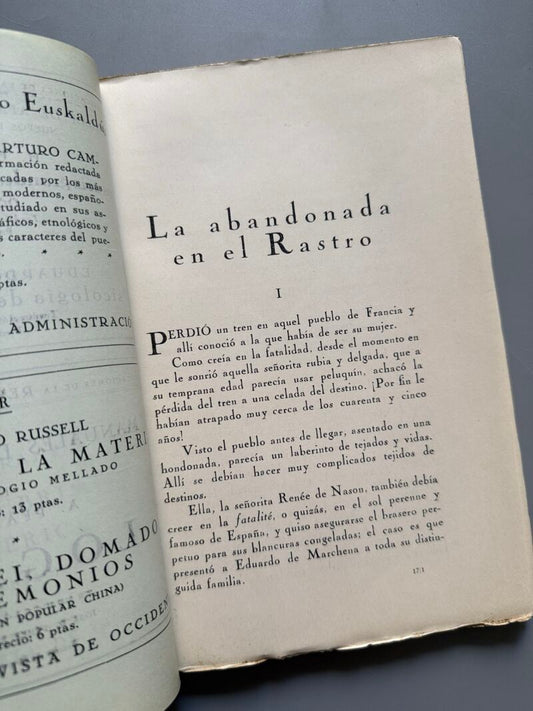 o Euskaldu
ARTURO CAM-
rmación redactada
cadas por los más
modernos, españo-
tudiado en sus as-
ráficos, etnológicos y
s caracteres del pue-
* * *
ptas.
ADMINISTRACIÓ
R
D RUSSELL
LA MATERI
OGIO MELLADO
o: 13 ptas.
*
EI, DOMADO
EMONIOS
N POPULAR CHINA)
recio: 6 ptas.
VISTA DE OCCIDEN
La abandonada
en el Rastro
I
PERDIÓ un tren en aquel pueblo de Francia y
allí conoció a la que había de ser su mujer.
Como creía en la fatalidad, desde el momento en
que le sonrió aquella señorita rubia y delgada, que a
su temprana edad parecía usar peluquín, achacó la
pérdida del tren a una celada del destino. ¡Por fin le
habían atrapado muy cerca de los cuarenta y cinco
años!
Visto el pueblo antes de llegar, asentado en una
hondonada, parecía un laberinto de tejados y vidas.
Allí se debían hacer muy complicados tejidos de
destinos.
Ella, la señorita Renée de Nason, también debía
creer en la fatalité, o quizás, en el sol perenne y
famoso de España, y quiso asegurarse el brasero per-
petuo para sus blancuras congeladas; el caso es que
presentó a Eduardo de Marchena a toda su distin-
guida familia.
17:1